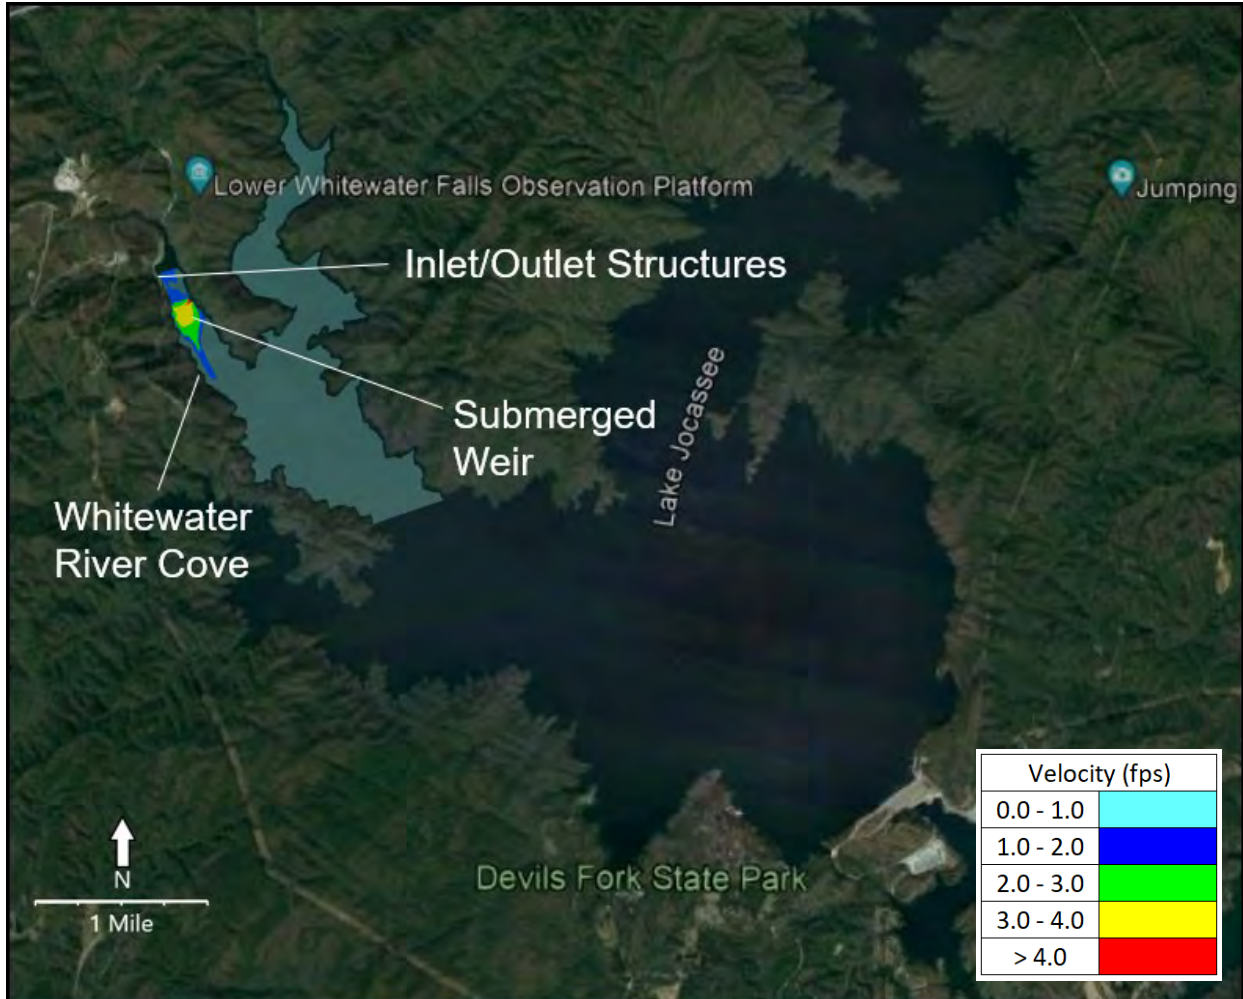 Lower Whitewater Falls Observation Platform
Jumping
Inlet/Outlet Structures
Submerged
Weir
Lake Jocassee
Whitewater
River Cove
Velocity (fps)
0.0 - 1.0
1.0 - 2.0
2.0 - 3.0
3.0 - 4.0
> 4.0
N
1 Mile
Devils Fork State Park